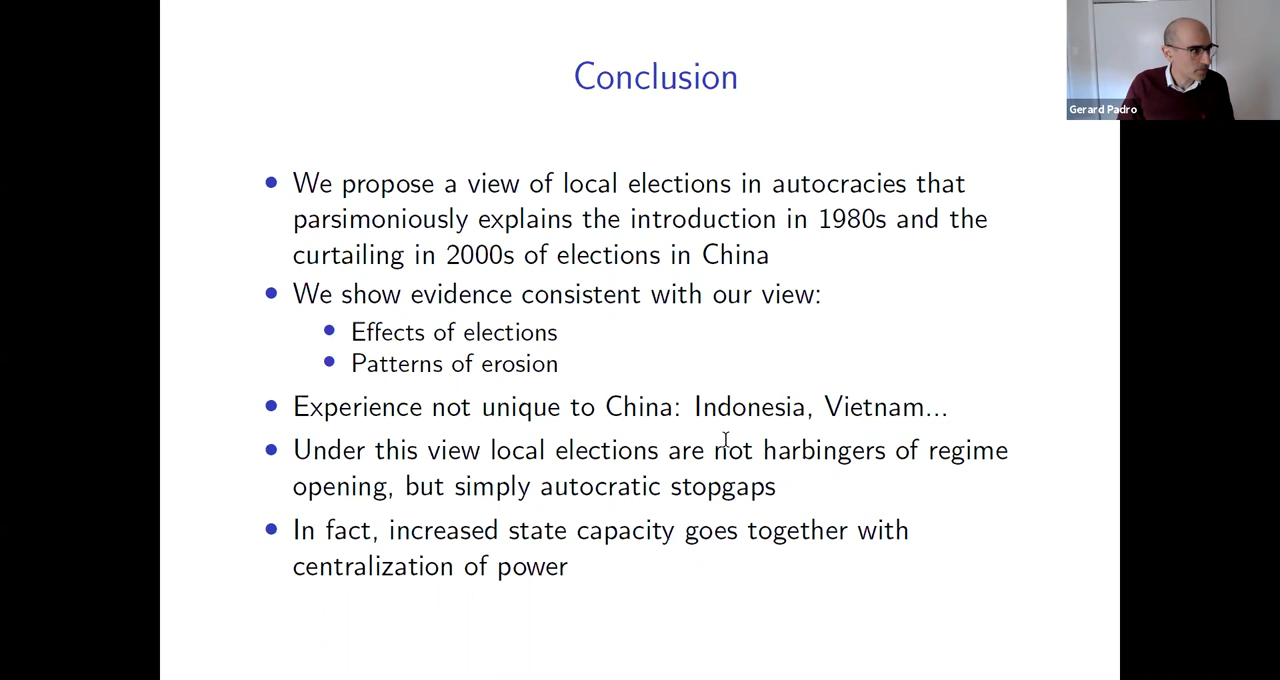 Conclusion
Gerard Padro
We propose a view of local elections in autocracies that
parsimoniously explains the introduction in 1980s and the
curtailing in 2000s of elections in China
We show evidence consistent with our view:
Effects of elections
Patterns of erosion
Experience not unique to China: Indonesia, Vietnam...
Under this view local elections are not harbingers of regime
opening, but simply autocratic stopgaps
In fact, increased state capacity goes together with
centralization of power